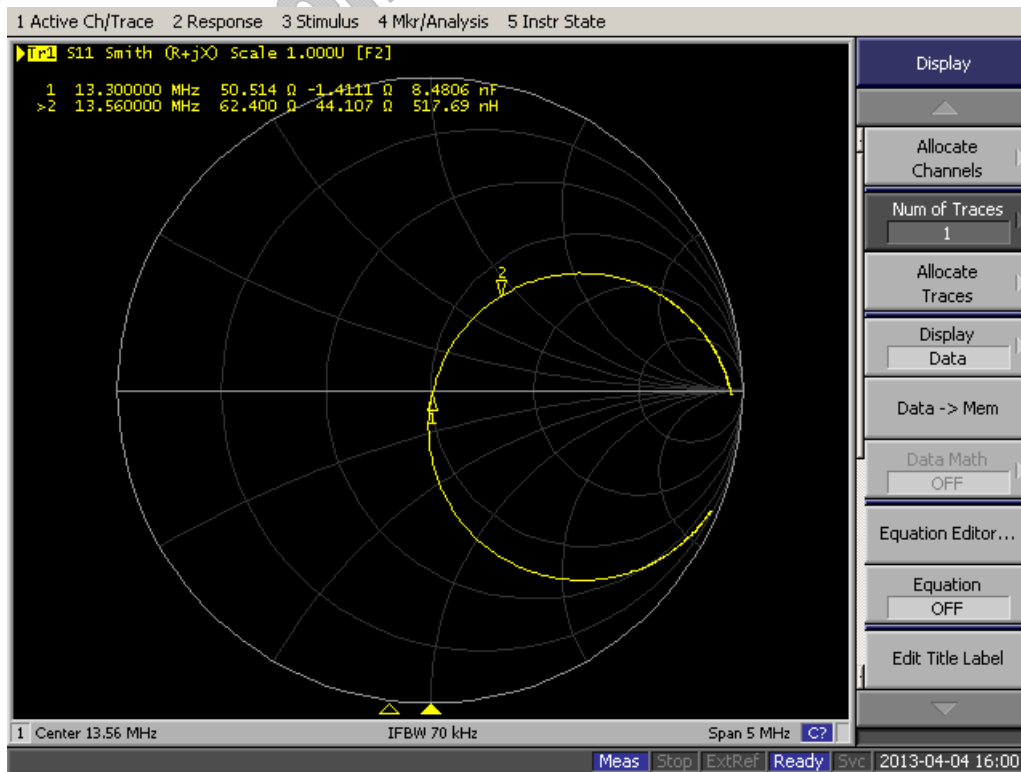 1 Active Ch/Trace 2 Response 3 Stimulus 4 Mkr/Analysis 5 Instr State
Tr1 S11 Smith (R+jX) Scale 1.000U [F2]
1 13.300000 MHz 50.514 Ω -1.4111 Ω 8.4806 nF
>2 13.560000 MHz 62.400 Ω 44.107 Ω 517.69 nH
2
1
Display
Allocate
Channels
Num of Traces
1
Allocate
Traces
Display
Data
Data -> Mem
Data Math
OFF
Equation Editor...
Equation
OFF
Edit Title Label
1 Center 13.56 MHz IFBW 70 kHz Span 5 MHz C?
Meas Stop ExtRef Ready Svc 2013-04-04 16:00